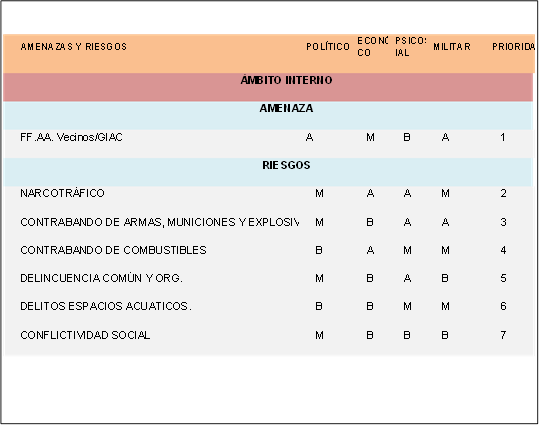 AMENAZAS Y RIESGOS POLÍTICO ECONÓ CO PSICOS IAL MILITAR PRIORIDA
ÁMBITO INTERNO
AMENAZA
FF.AA. Vecinos/GIAC A M B A 1
RIESGOS
NARCOTRÁFICO M A A M 2
CONTRABANDO DE ARMAS, MUNICIONES Y EXPLOSIV M B A A 3
CONTRABANDO DE COMBUSTIBLES B A M M 4
DELINCUENCIA COMÚN Y ORG. M B A B 5
DELITOS ESPACIOS ACUATICOS. B B M M 6
CONFLICTIVIDAD SOCIAL M B B B 7